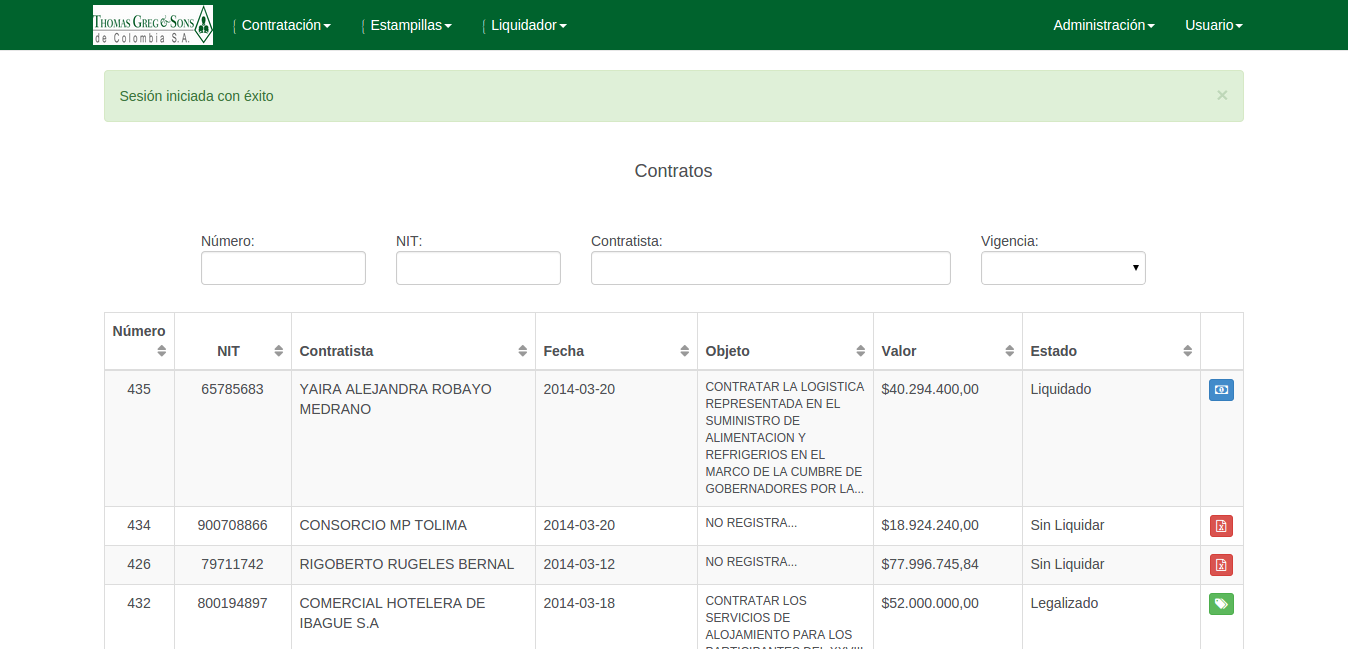 THOMAS GREG & SONS
de Colombia S.A.
Contratación
Estampillas
Liquidador
Administración
Usuario
Sesión iniciada con éxito
×
Contratos
Número:
NIT:
Contratista:
Vigencia:
Número
NIT
Contratista
Fecha
Objeto
Valor
Estado
435
65785683
YAIRA ALEJANDRA ROBAYO
MEDRANO
2014-03-20
CONTRATAR LA LOGISTICA
REPRESENTADA EN EL
SUMINISTRO DE
ALIMENTACION Y
REFRIGERIOS EN EL
MARCO DE LA CUMBRE DE
GOBERNADORES POR LA...
$40.294.400,00
Liquidado
434
900708866
CONSORCIO MP TOLIMA
2014-03-20
NO REGISTRA...
$18.924.240,00
Sin Liquidar
426
79711742
RIGOBERTO RUGELES BERNAL
2014-03-12
NO REGISTRA...
$77.996.745,84
Sin Liquidar
432
800194897
COMERCIAL HOTELERA DE
IBAGUE S.A
2014-03-18
CONTRATAR LOS
SERVICIOS DE
ALOJAMIENTO PARA LOS
PARTICIPANTES DEL XXVIII
$52.000.000,00
Legalizado